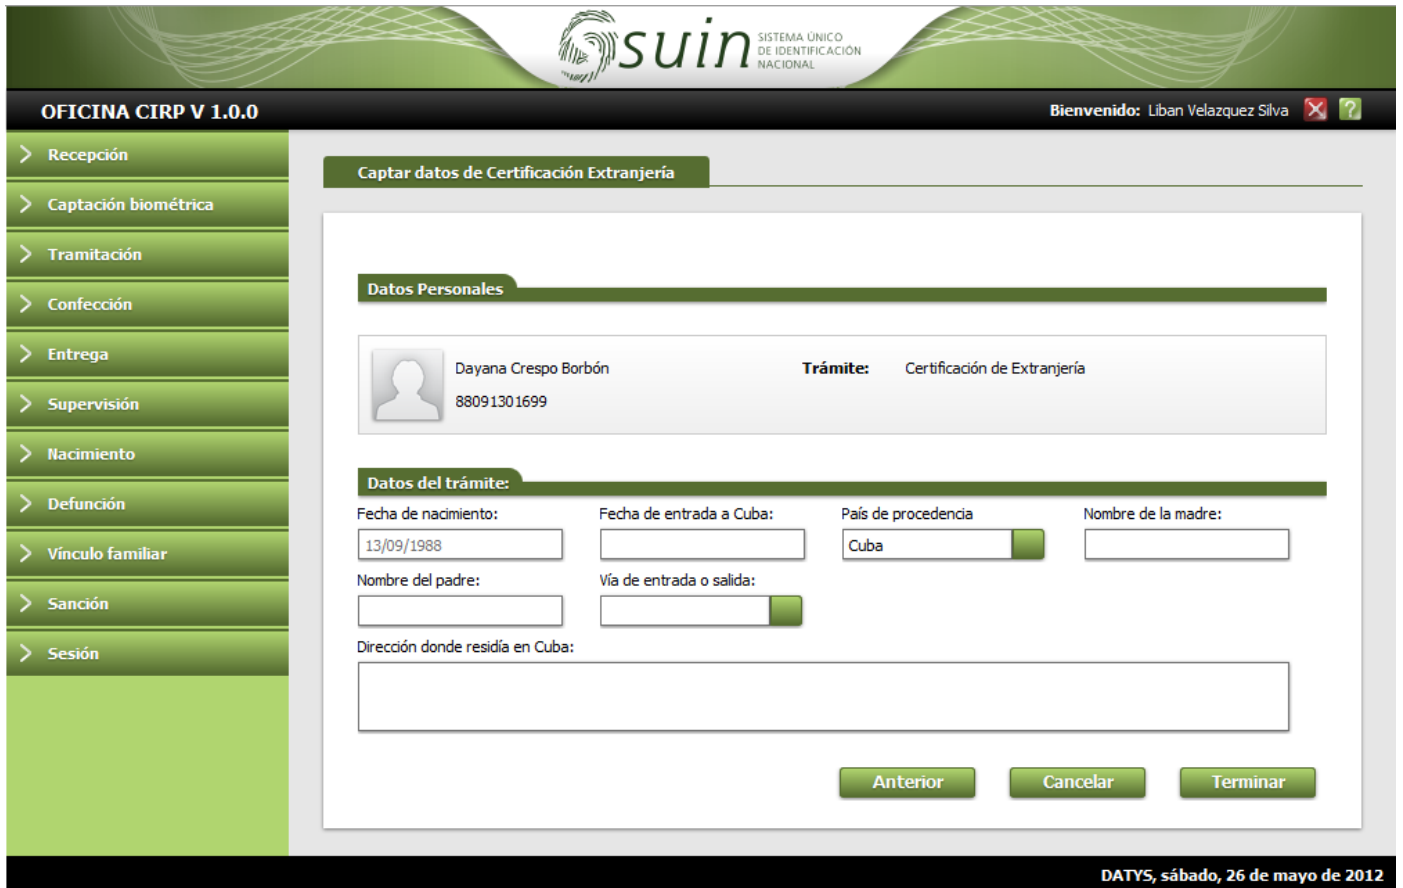 suin SISTEMA ÚNICO
DE IDENTIFICACIÓN
NACIONAL
OFICINA CIRP V 1.0.0
Bienvenido: Liban Velazquez Silva
Recepción
Captación biométrica
Tramitación
Confección
Entrega
Supervisión
Nacimiento
Defunción
Vínculo familiar
Sanción
Sesión
Captar datos de Certificación Extranjería
Datos Personales
Dayana Crespo Borbón Trámite: Certificación de Extranjería
88091301699
Datos del trámite:
Fecha de nacimiento: Fecha de entrada a Cuba: País de procedencia Nombre de la madre:
13/09/1988 Cuba
Nombre del padre: Vía de entrada o salida:
Dirección donde residía en Cuba:
Anterior Cancelar Terminar
DATYS, sábado, 26 de mayo de 2012